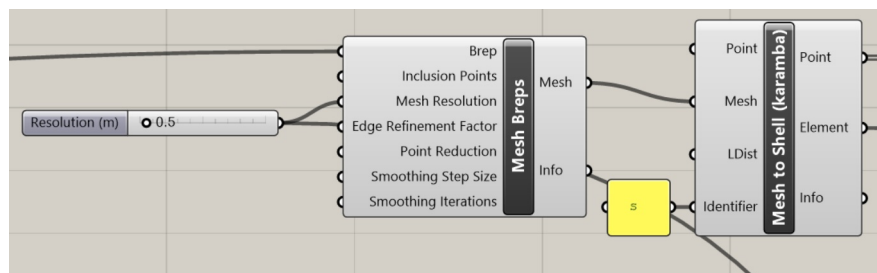 Resolution (m)
0.5
Brep
Inclusion Points
Mesh Resolution
Edge Refinement Factor
Point Reduction
Smoothing Step Size
Smoothing Iterations
Mesh Breps
Mesh
Info
s
Point
Mesh
LDist
Identifier
Mesh to Shell (karamba)
Point
Element
Info